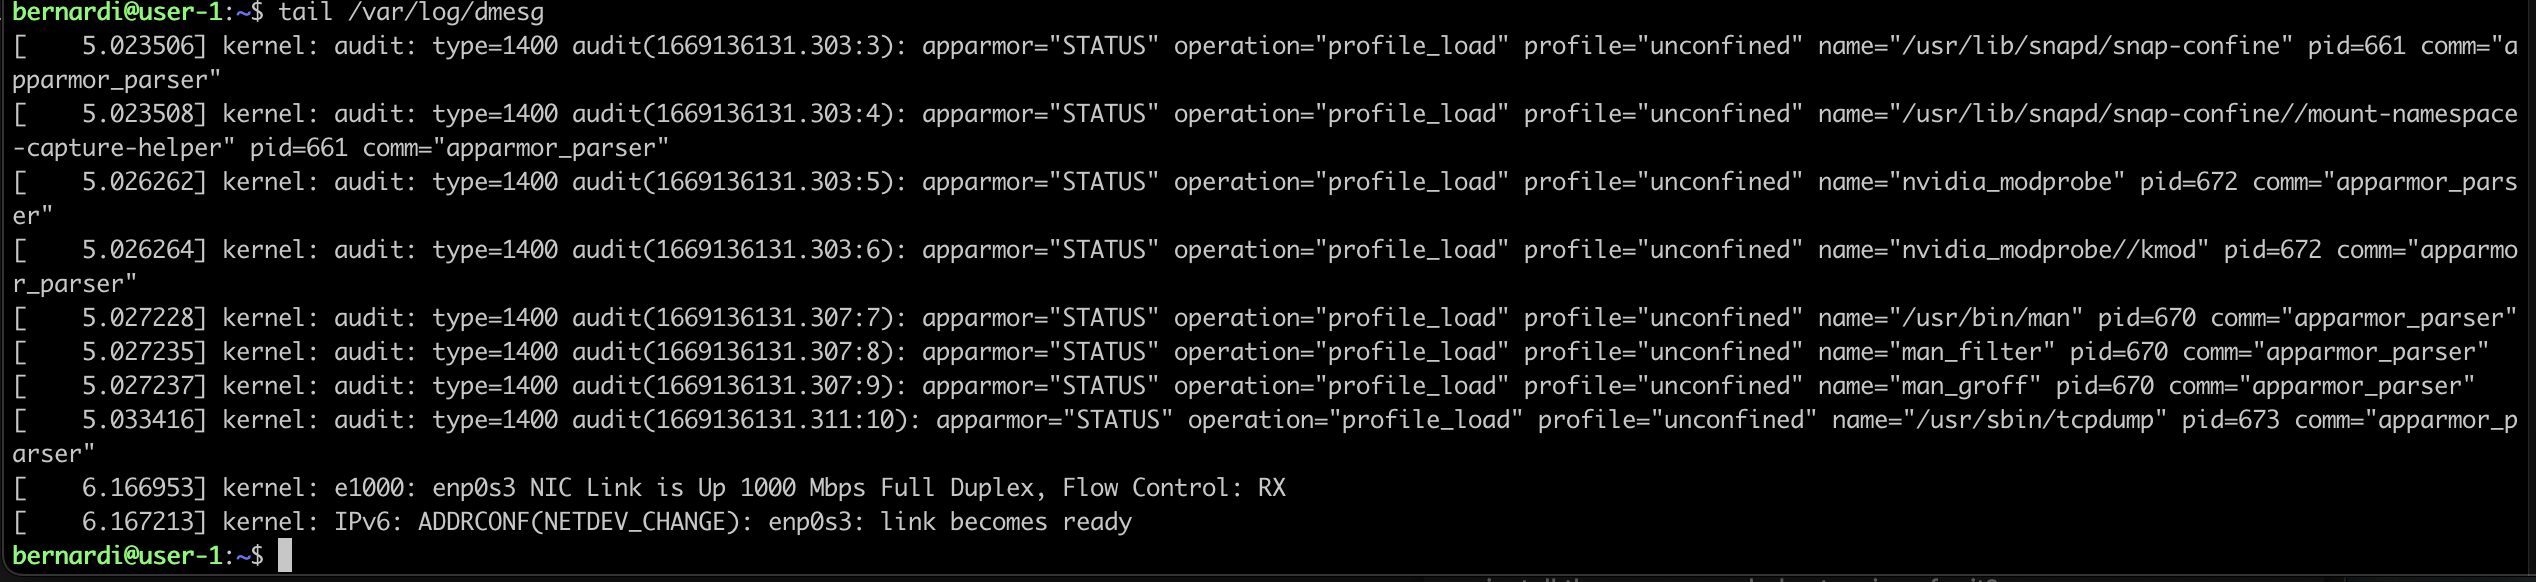 bernardi@user-1:~$ tail /var/log/dmesg
[    5.023506] kernel: audit: type=1400 audit(1669136131.303:3): apparmor="STATUS" operation="profile_load" profile="unconfined" name="/usr/lib/snapd/snap-confine" pid=661 comm="a
pparmor_parser"
[    5.023508] kernel: audit: type=1400 audit(1669136131.303:4): apparmor="STATUS" operation="profile_load" profile="unconfined" name="/usr/lib/snapd/snap-confine//mount-namespace
-capture-helper" pid=661 comm="apparmor_parser"
[    5.026262] kernel: audit: type=1400 audit(1669136131.303:5): apparmor="STATUS" operation="profile_load" profile="unconfined" name="nvidia_modprobe" pid=672 comm="apparmor_pars
er"
[    5.026264] kernel: audit: type=1400 audit(1669136131.303:6): apparmor="STATUS" operation="profile_load" profile="unconfined" name="nvidia_modprobe//kmod" pid=672 comm="apparmo
r_parser"
[    5.027228] kernel: audit: type=1400 audit(1669136131.307:7): apparmor="STATUS" operation="profile_load" profile="unconfined" name="/usr/bin/man" pid=670 comm="apparmor_parser"
[    5.027235] kernel: audit: type=1400 audit(1669136131.307:8): apparmor="STATUS" operation="profile_load" profile="unconfined" name="man_filter" pid=670 comm="apparmor_parser"
[    5.027237] kernel: audit: type=1400 audit(1669136131.307:9): apparmor="STATUS" operation="profile_load" profile="unconfined" name="man_groff" pid=670 comm="apparmor_parser"
[    5.033416] kernel: audit: type=1400 audit(1669136131.311:10): apparmor="STATUS" operation="profile_load" profile="unconfined" name="/usr/sbin/tcpdump" pid=673 comm="apparmor_p
arser"
[    6.166953] kernel: e1000: enp0s3 NIC Link is Up 1000 Mbps Full Duplex, Flow Control: RX
[    6.167213] kernel: IPv6: ADDRCONF(NETDEV_CHANGE): enp0s3: link becomes ready
bernardi@user-1:~$